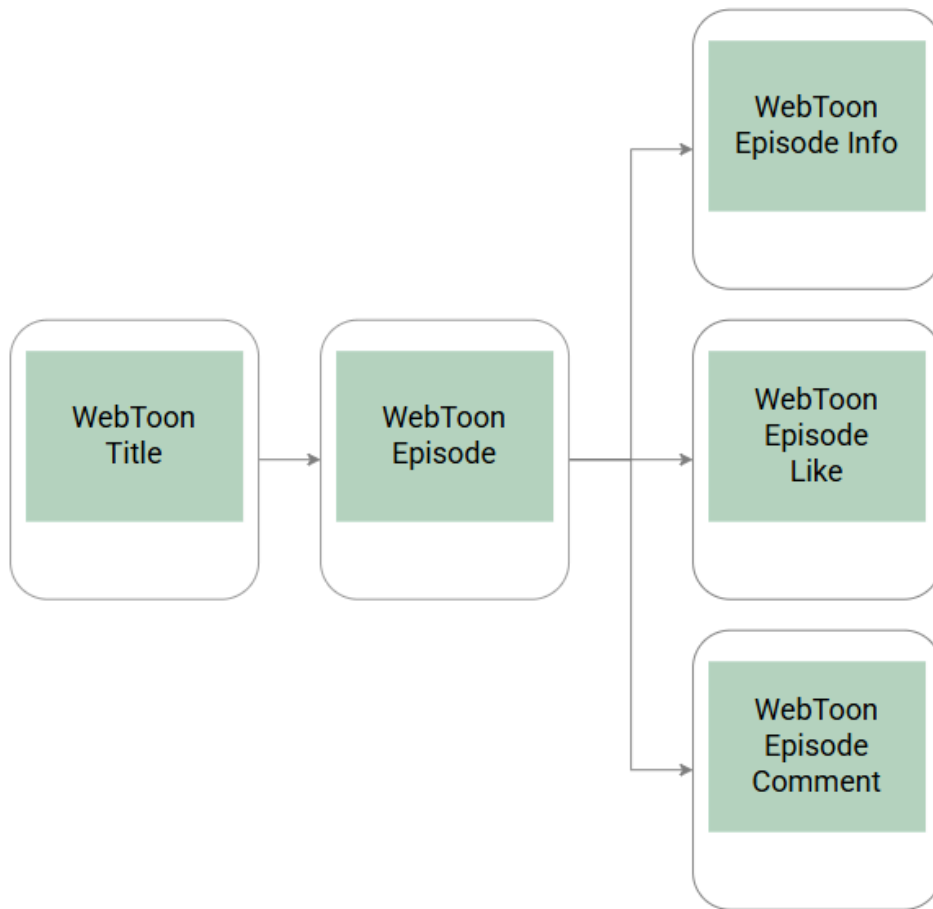 WebToon
Episode Info
WebToon
Title
WebToon
Episode
WebToon
Episode
Like
WebToon
Episode
Comment